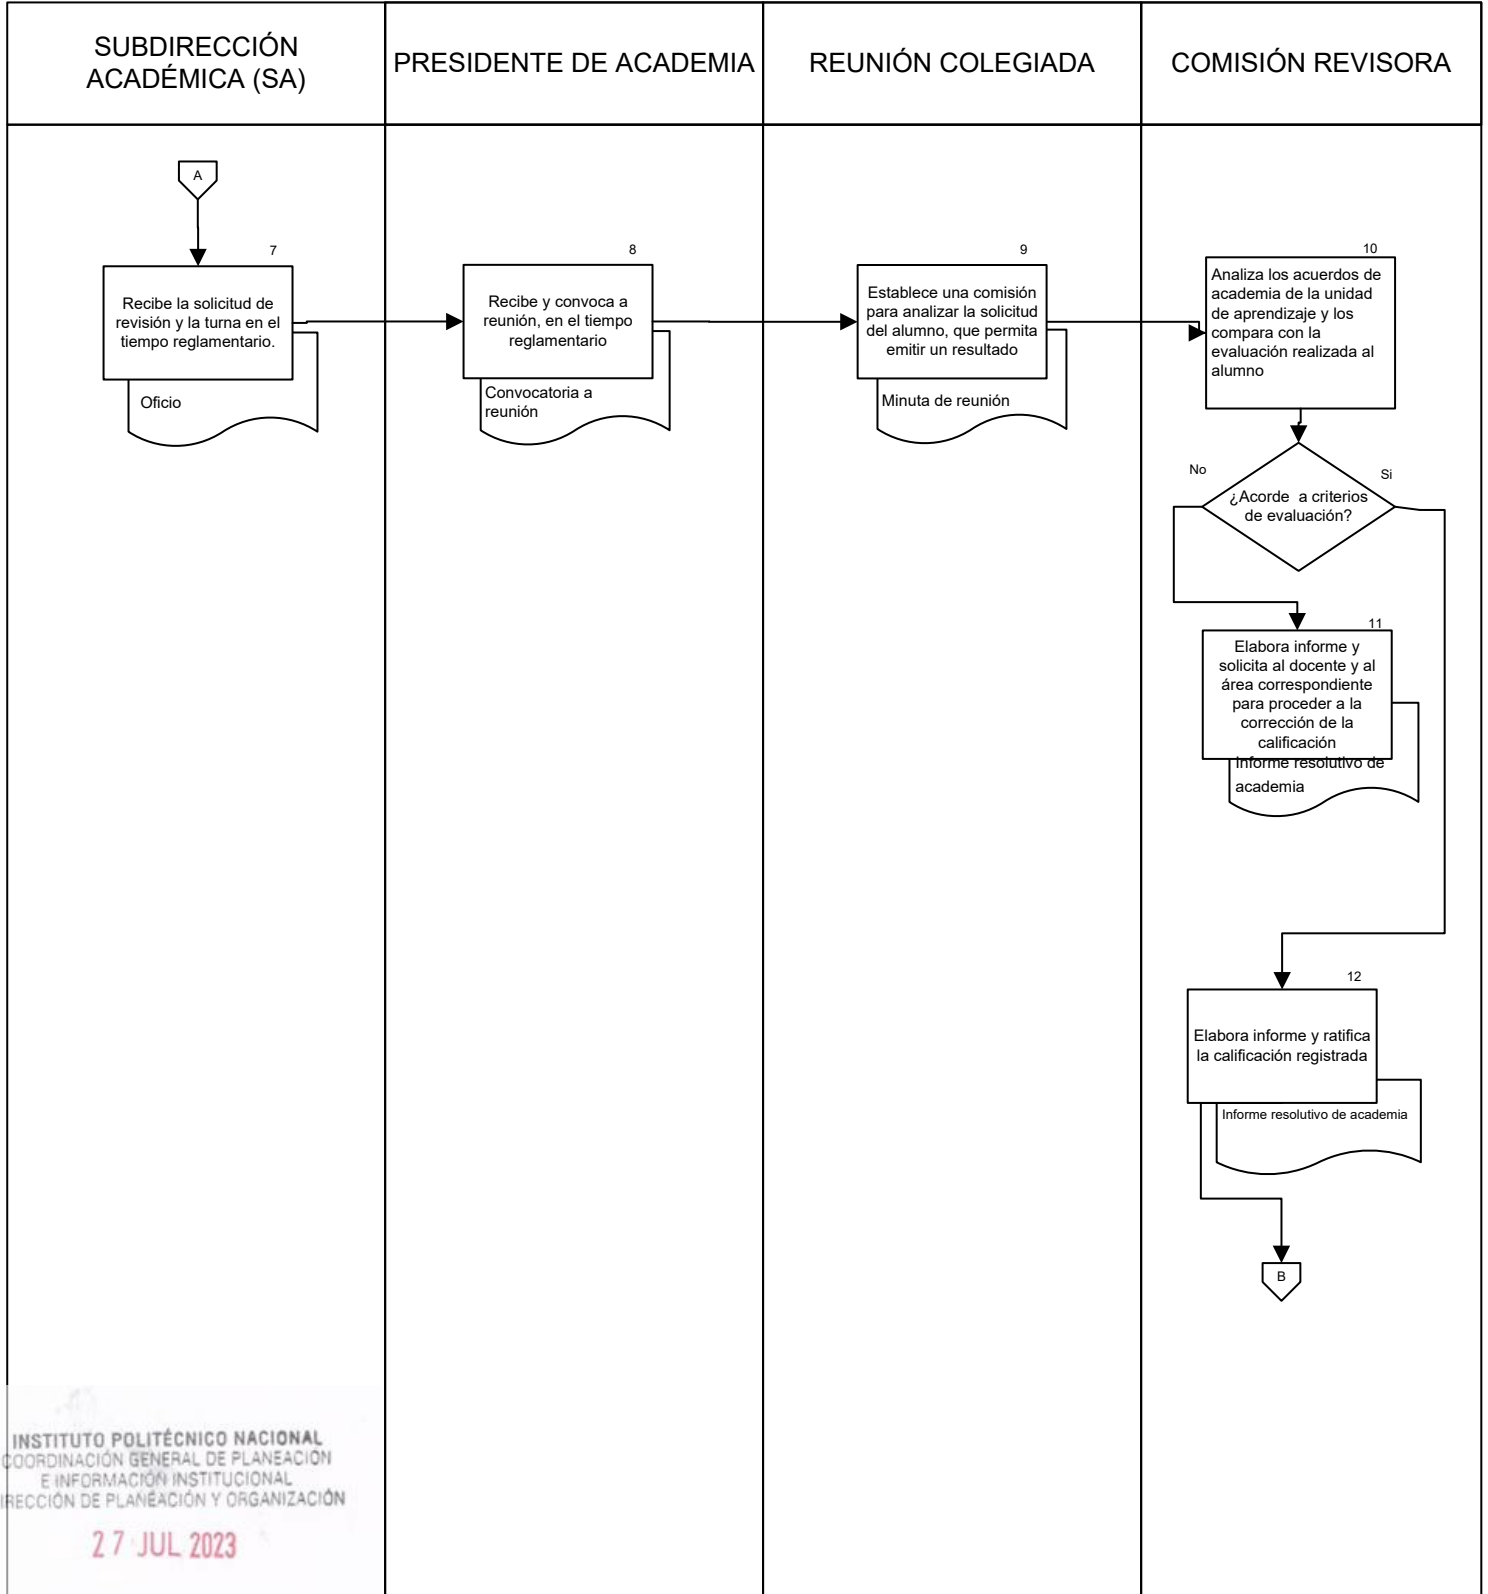 SUBDIRECCIÓN
ACADÉMICA (SA)
PRESIDENTE DE ACADEMIA
REUNIÓN COLEGIADA
COMISIÓN REVISORA
A
7
Recibe la solicitud de
revisión y la turna en el
tiempo reglamentario.
Oficio
8
Recibe y convoca a
reunión, en el tiempo
reglamentario
Convocatoria a
reunión
9
Establece una comisión
para analizar la solicitud
del alumno, que permita
emitir un resultado
Minuta de reunión
10
Analiza los acuerdos de
academia de la unidad
de aprendizaje y los
compara con la
evaluación realizada al
alumno
No
Si
¿Acorde a criterios
de evaluación?
11
Elabora informe y
solicita al docente y al
área correspondiente
para proceder a la
corrección de la
calificación
Informe resolutivo de
academia
12
Elabora informe y ratifica
la calificación registrada
Informe resolutivo de academia
B
INSTITUTO POLITÉCNICO NACIONAL
COORDINACIÓN GENERAL DE PLANEACIÓN
E INFORMACIÓN INSTITUCIONAL
IRECCIÓN DE PLANEACIÓN Y ORGANIZACIÓN
27 JUL 2023